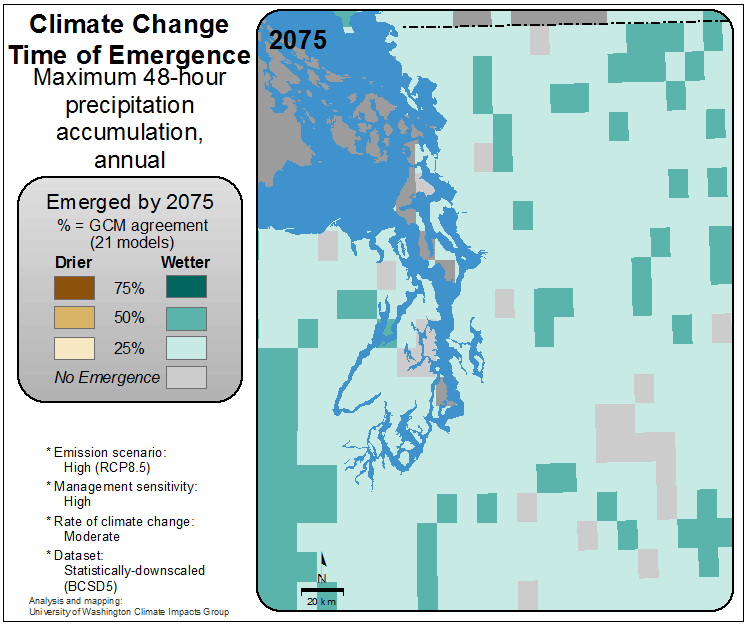 Climate Change
Time of Emergence
Maximum 48-hour
precipitation
accumulation,
annual
2075
Emerged by 2075
% = GCM agreement
(21 models)
Drier Wetter
75%
50%
25%
No Emergence
* Emission scenario:
High (RCP8.5)
* Management sensitivity:
High
* Rate of climate change:
Moderate
* Dataset:
Statistically-downscaled
(BCSD5)
Analysis and mapping:
University of Washington Climate Impacts Group
N
20 km